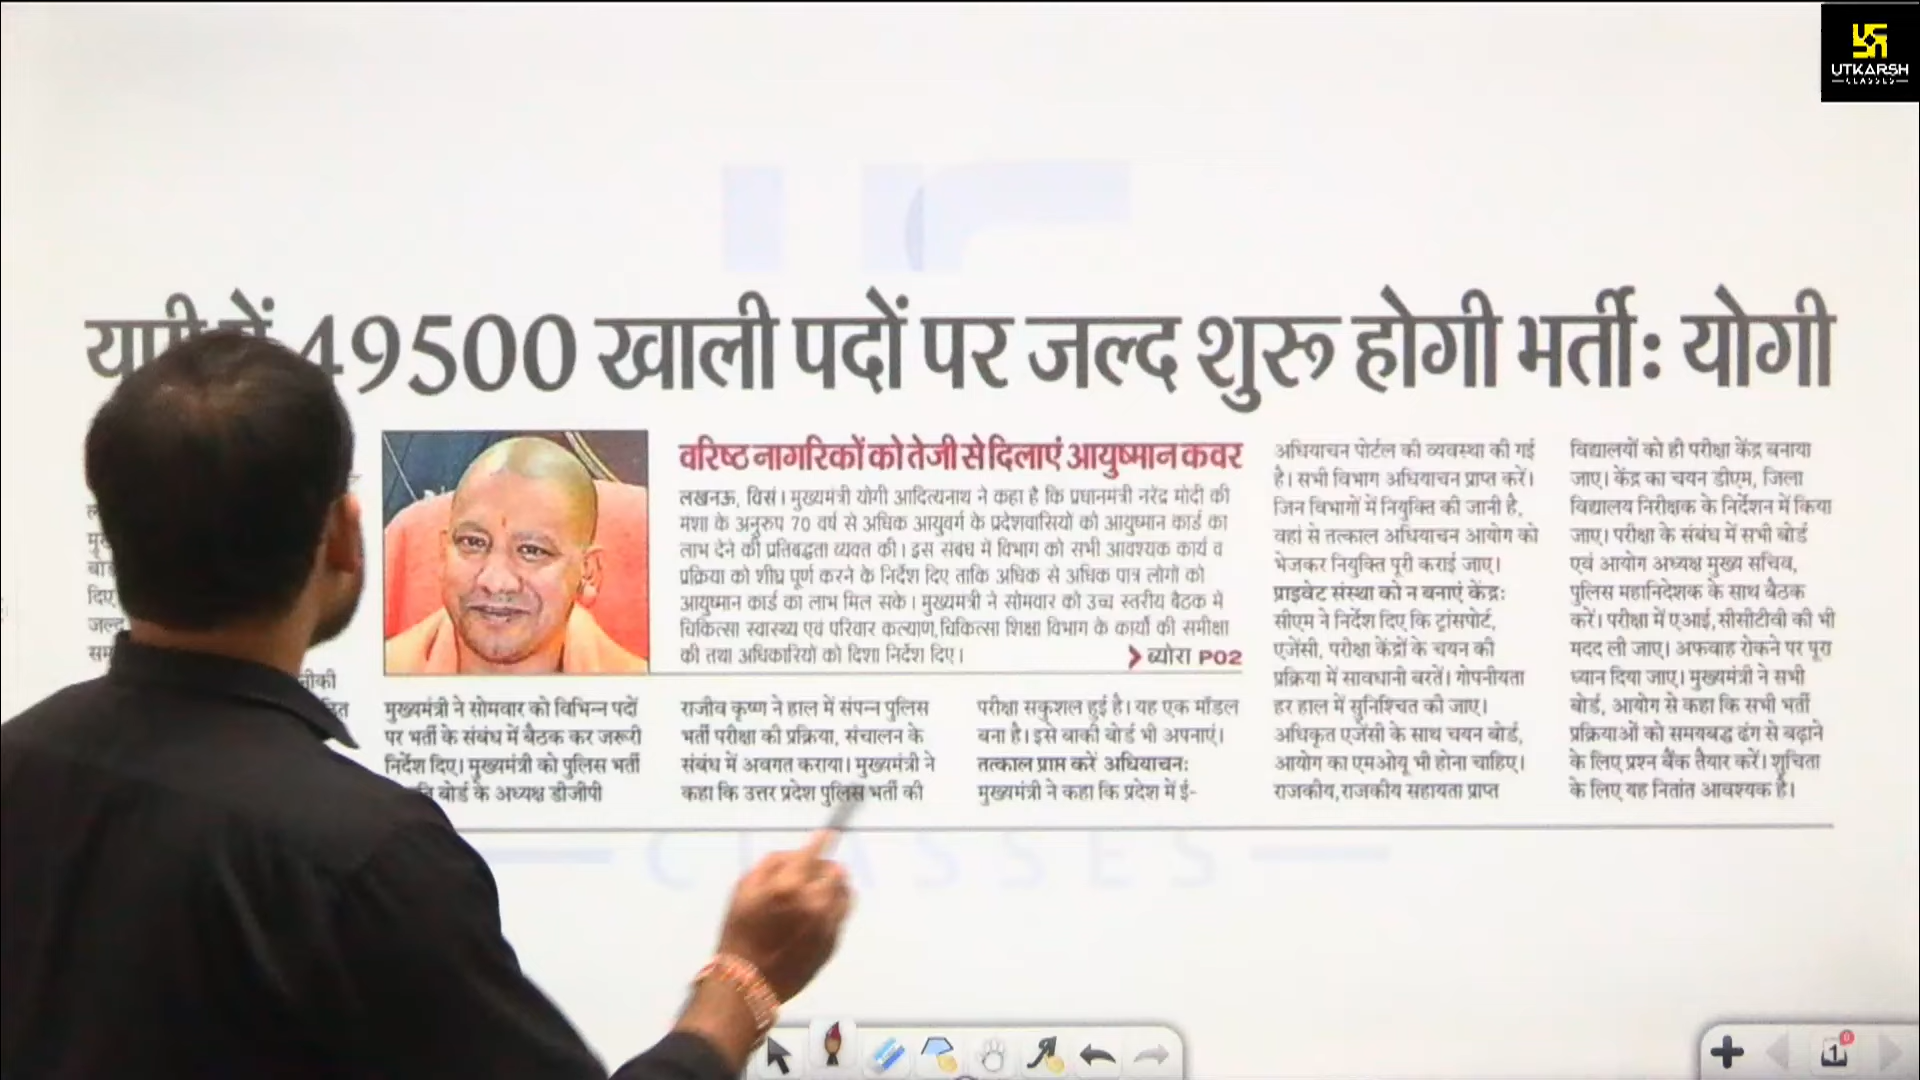 UTKARSH
CLASSES
49500 खाली पदों पर जल्द शुरू होगी भर्ती: योगी
वरिष्ठ नागरिकों को तेजी से दिलाएं आयुष्मान कवर
लखनऊ, विसं। मुख्यमंत्री योगी आदित्यनाथ ने कहा है कि प्रधानमंत्री नरेंद्र मोदी की
मंशा के अनुरूप 70 वर्ष से अधिक आयुवर्ग के प्रदेशवासियों को आयुष्मान कार्ड का
लाभ देने की प्रतिबद्धता व्यक्त की। इस संबंध में विभाग को सभी आवश्यक कार्य व
प्रक्रिया को शीघ्र पूर्ण करने के निर्देश दिए ताकि अधिक से अधिक पात्र लोगों को
आयुष्मान कार्ड का लाभ मिल सके। मुख्यमंत्री ने सोमवार को उच्च स्तरीय बैठक में
चिकित्सा स्वास्थ्य एवं परिवार कल्याण, चिकित्सा शिक्षा विभाग के कार्यों की समीक्षा
की तथा अधिकारियों को दिशा निर्देश दिए।
ब्योरा P02
दिए
जल्द
मुख्यमंत्री ने सोमवार को विभिन्न पदों
पर भर्ती के संबंध में बैठक कर जरूरी
निर्देश दिए। मुख्यमंत्री को पुलिस भर्ती
बोर्ड के अध्यक्ष डीजीपी
राजीव कृष्ण ने हाल में संपन्न पुलिस
भर्ती परीक्षा की प्रक्रिया, संचालन के
संबंध में अवगत कराया। मुख्यमंत्री ने
कहा कि उत्तर प्रदेश पुलिस भर्ती की
परीक्षा सकुशल हुई है। यह एक मॉडल
बना है। इसे बाकी बोर्ड भी अपनाएं।
तत्काल प्राप्त करें अधियाचन:
मुख्यमंत्री ने कहा कि प्रदेश में ई-
अधियाचन पोर्टल की व्यवस्था की गई
है। सभी विभाग अधियाचन प्राप्त करें।
जिन विभागों में नियुक्ति की जानी है,
वहां से तत्काल अधियाचन आयोग को
भेजकर नियुक्ति पूरी कराई जाए।
प्राइवेट संस्था को न बनाएं केंद्र:
सीएम ने निर्देश दिए कि ट्रांसपोर्ट,
एजेंसी, परीक्षा केंद्रों के चयन की
प्रक्रिया में सावधानी बरतें। गोपनीयता
हर हाल में सुनिश्चित की जाए।
अधिकृत एजेंसी के साथ चयन बोर्ड,
आयोग का एमओयू भी होना चाहिए।
राजकीय, राजकीय सहायता प्राप्त
विद्यालयों को ही परीक्षा केंद्र बनाया
जाए। केंद्र का चयन डीएम, जिला
विद्यालय निरीक्षक के निर्देशन में किया
जाए। परीक्षा के संबंध में सभी बोर्ड
एवं आयोग अध्यक्ष मुख्य सचिव,
पुलिस महानिदेशक के साथ बैठक
करें। परीक्षा में एआई, सीसीटीवी की भी
मदद ली जाए। अफवाह रोकने पर पूरा
ध्यान दिया जाए। मुख्यमंत्री ने सभी
बोर्ड, आयोग से कहा कि सभी भर्ती
प्रक्रियाओं को समयबद्ध ढंग से बढ़ाने
के लिए प्रश्न बैंक तैयार करें। शुचिता
के लिए यह नितांत आवश्यक है।
CLASSES
1